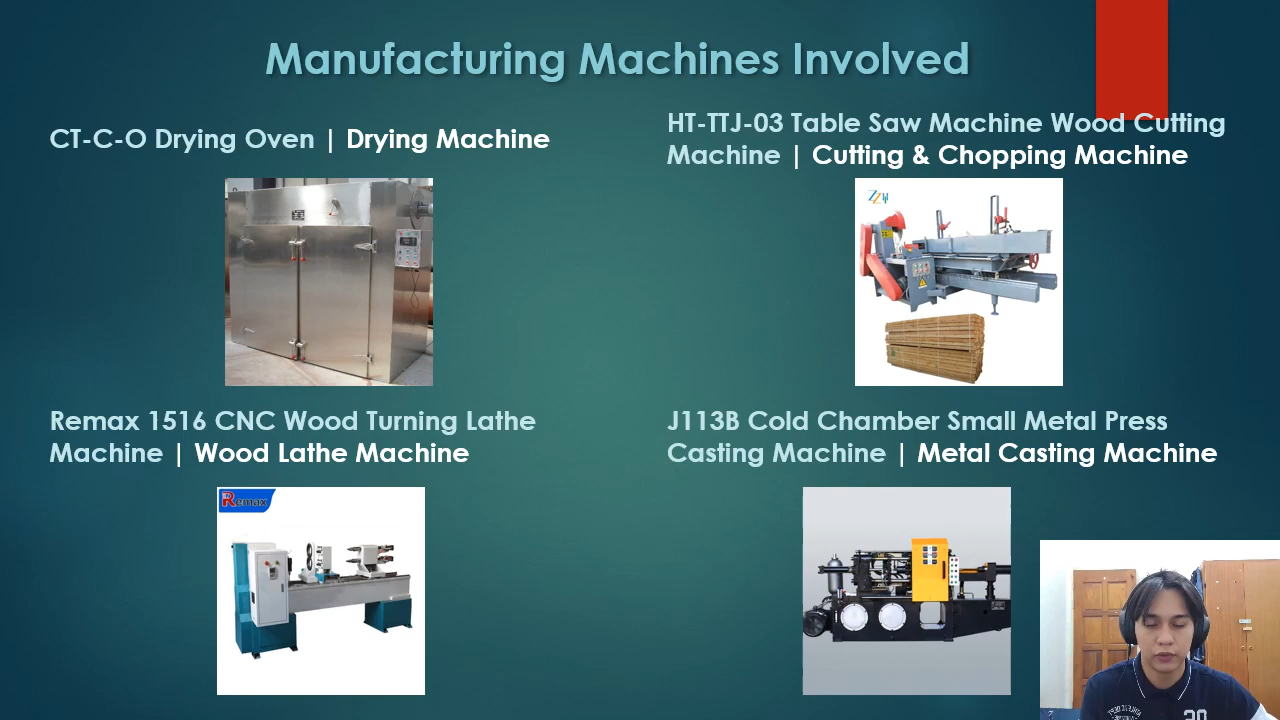 Manufacturing Machines Involved
CT-C-O Drying Oven | Drying Machine
HT-TTJ-03 Table Saw Machine Wood Cutting
Machine | Cutting & Chopping Machine
Remax 1516 CNC Wood Turning Lathe
Machine | Wood Lathe Machine
J113B Cold Chamber Small Metal Press
Casting Machine | Metal Casting Machine
Remax